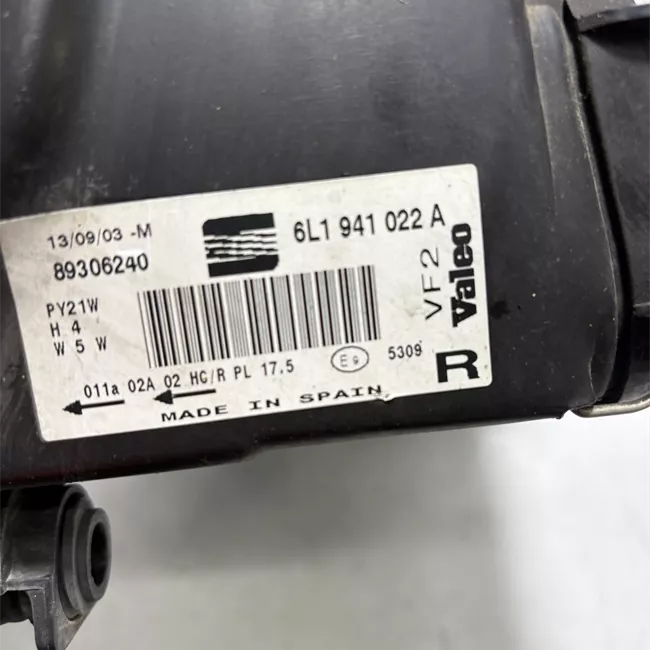 13/09/03 -M
89306240
6L1 941 022 A
PY21W
H 4
W 5 W
VF2
Valeo
011a 02A 02 HC/R PL 17.5
E9
5309
R
MADE IN SPAIN